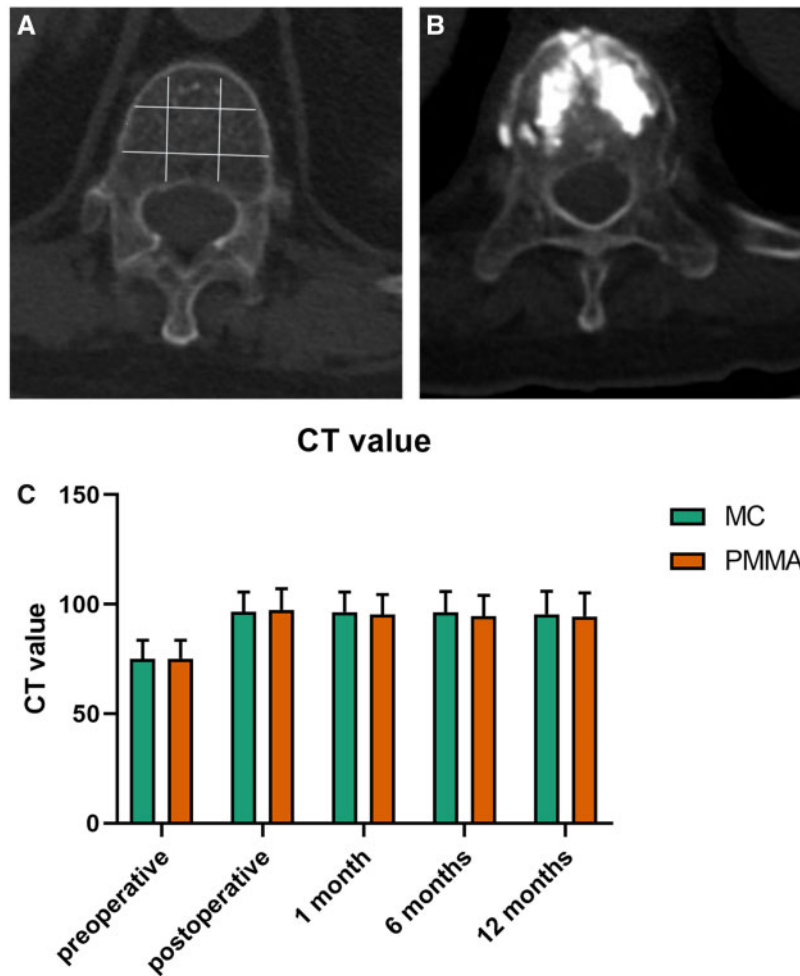 A
B
CT value
C
150
100
50
0
CT value
MC
PMMA
preoperative
postoperative
1 month
6 months
12 months